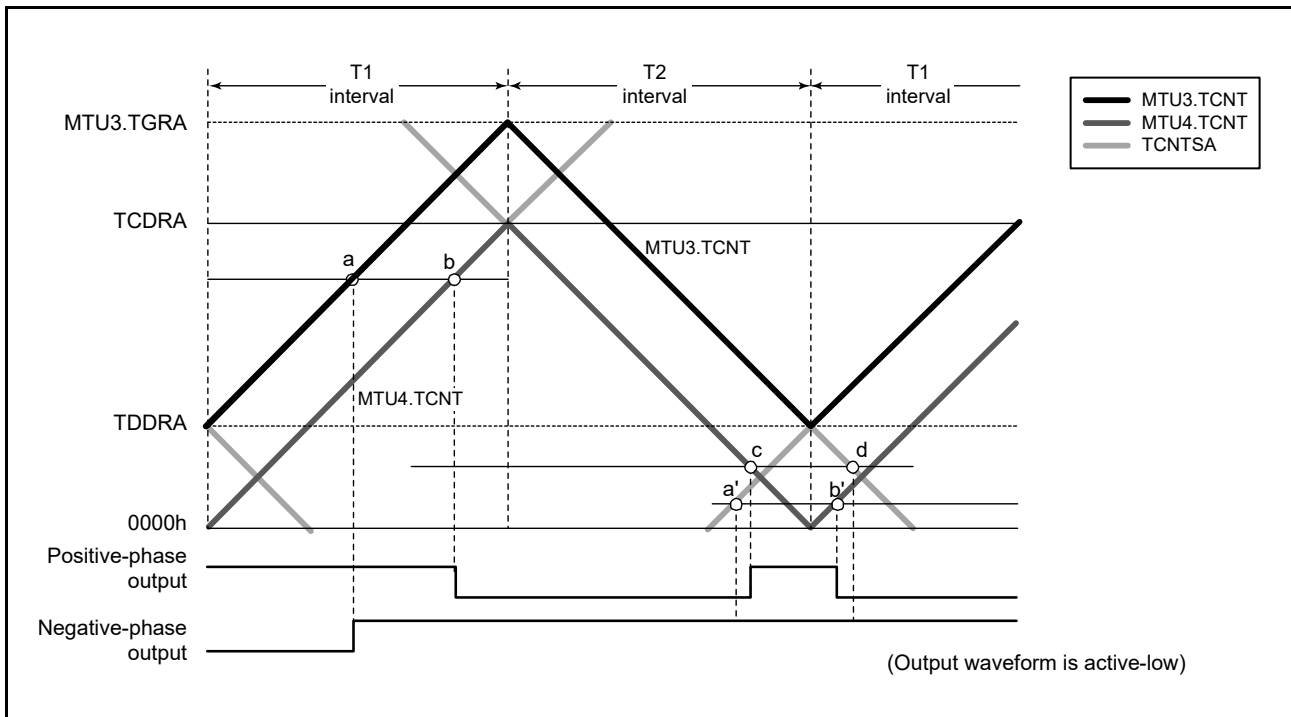 T1
interval
T2
interval
T1
interval
MTU3.TCNT
MTU4.TCNT
TCNTSA
MTU3.TGRA
TCDRA
a
b
MTU3.TCNT
MTU4.TCNT
TDDRA
c
d
a'
b'
0000h
Positive-phase
output
Negative-phase
output
(Output waveform is active-low)